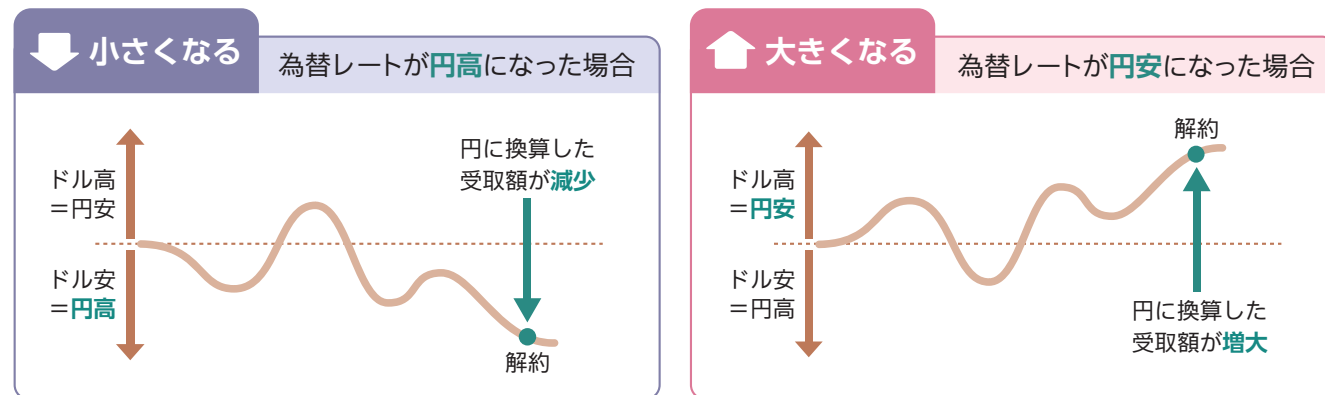 小さくなる
為替レートが円高になった場合
ドル高
＝円安
ドル安
＝円高
円に換算した
受取額が減少
解約
大きくなる
為替レートが円安になった場合
ドル高
＝円安
ドル安
＝円高
解約
円に換算した
受取額が増大